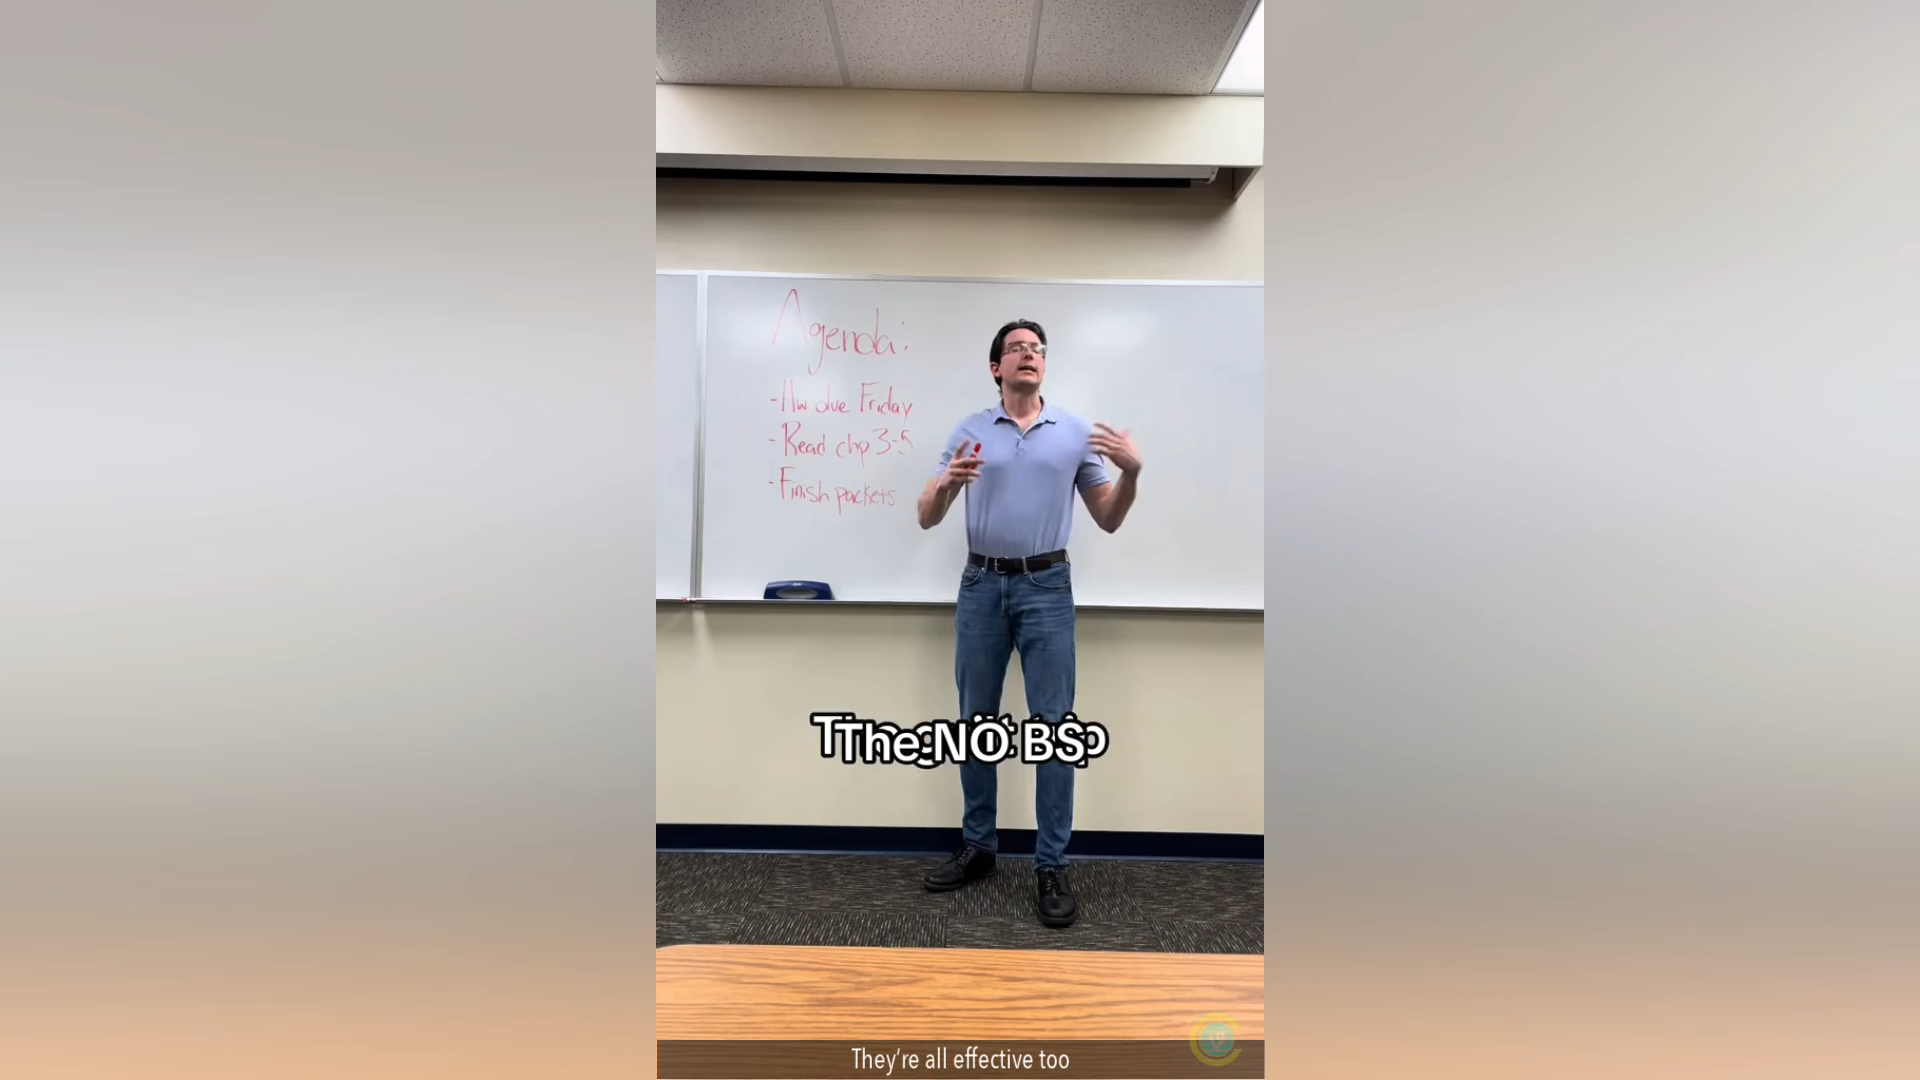 Agenda:
- Hw due Friday
- Read chp 3-5
- Finish packets
The NO BS
They're all effective too